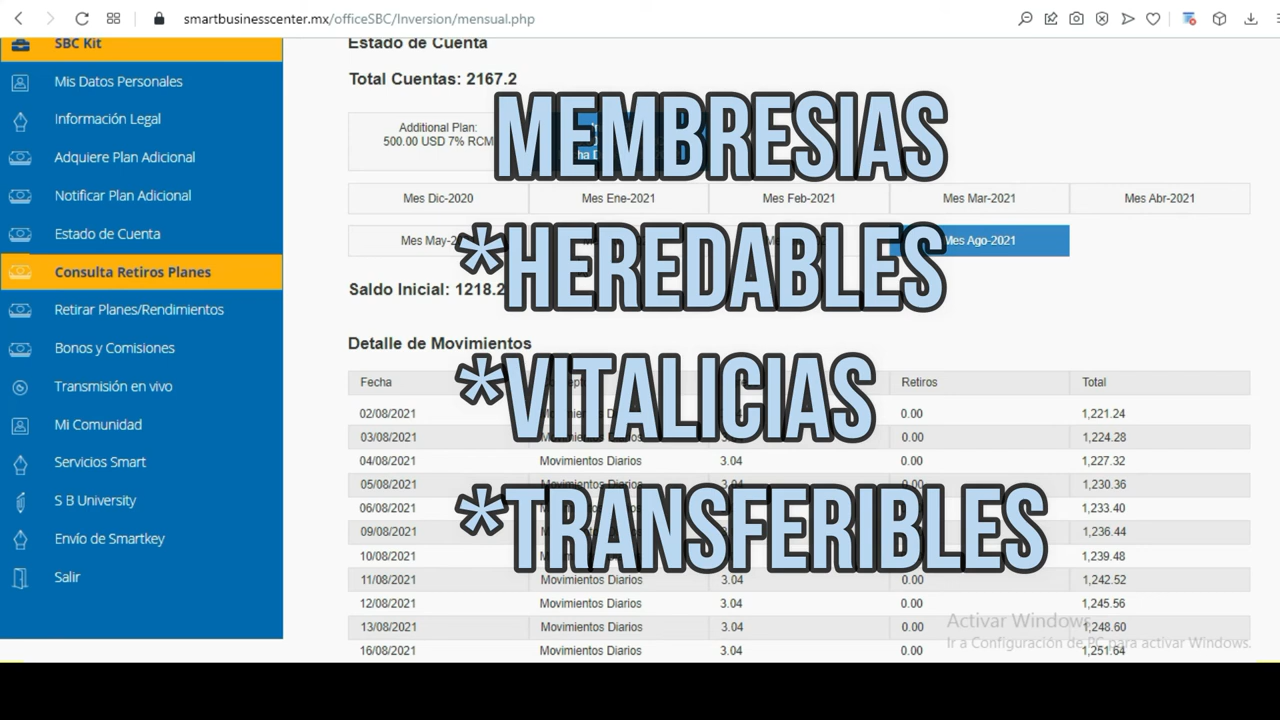 smartbusinesscenter.mx/officeSBC/Inversion/mensual.php
SBC Kit
Mis Datos Personales
Información Legal
Adquiere Plan Adicional
Notificar Plan Adicional
Estado de Cuenta
Consulta Retiros Planes
Retirar Planes/Rendimientos
Bonos y Comisiones
Transmisión en vivo
Mi Comunidad
Servicios Smart
S B University
Envío de Smartkey
Salir
Estado de Cuenta
Total Cuentas: 2167.2
Additional Plan:
500.00 USD 7% RCM
MEMBRESIAS
Mes Dic-2020 Mes Ene-2021 Mes Feb-2021 Mes Mar-2021 Mes Abr-2021
Mes Ago-2021
*HEREDABLES
Saldo Inicial: 1218.2
Detalle de Movimientos
*VITALICIAS
Fecha Retiros Total
02/08/2021 0.00 1,221.24
03/08/2021 0.00 1,224.28
04/08/2021 Movimientos Diarios 3.04 0.00 1,227.32
05/08/2021 Movimientos Diarios 3.04 0.00 1,230.36
*TRANSFERIBLES
06/08/2021 1,233.40
09/08/2021 1,236.44
10/08/2021 1,239.48
11/08/2021 Movimientos Diarios 3.04 0.00 1,242.52
12/08/2021 Movimientos Diarios 3.04 0.00 1,245.56
13/08/2021 Movimientos Diarios 3.04 0.00 1,248.60
16/08/2021 Movimientos Diarios 3.04 0.00 1,251.64
Activar Windows
Ir a Configuración de PC para activar Windows.